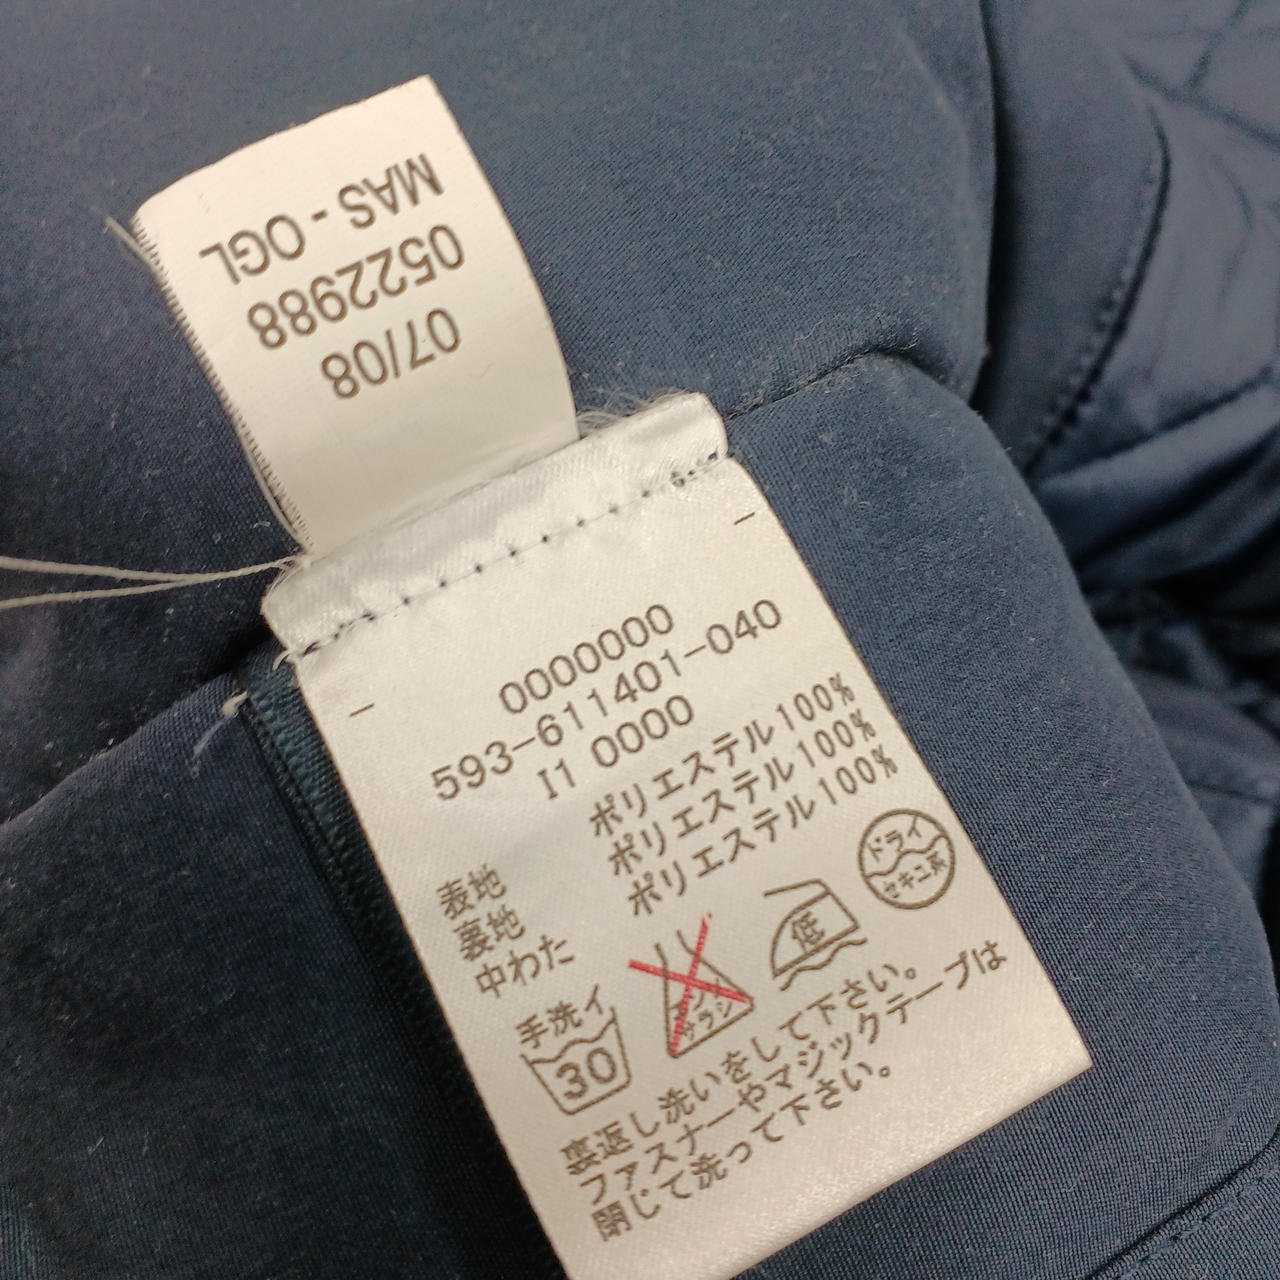 MAS - OGL
0522988
07/08
0000000
593-611401-040
I1 0000
表地 ポリエステル100%
裏地 ポリエステル100%
中わた ポリエステル100%
手洗イ
30
サラシ
低
ドライ
セキユ系
裏返し洗いをして下さい。
ファスナーやマジックテープは
閉じて洗って下さい。